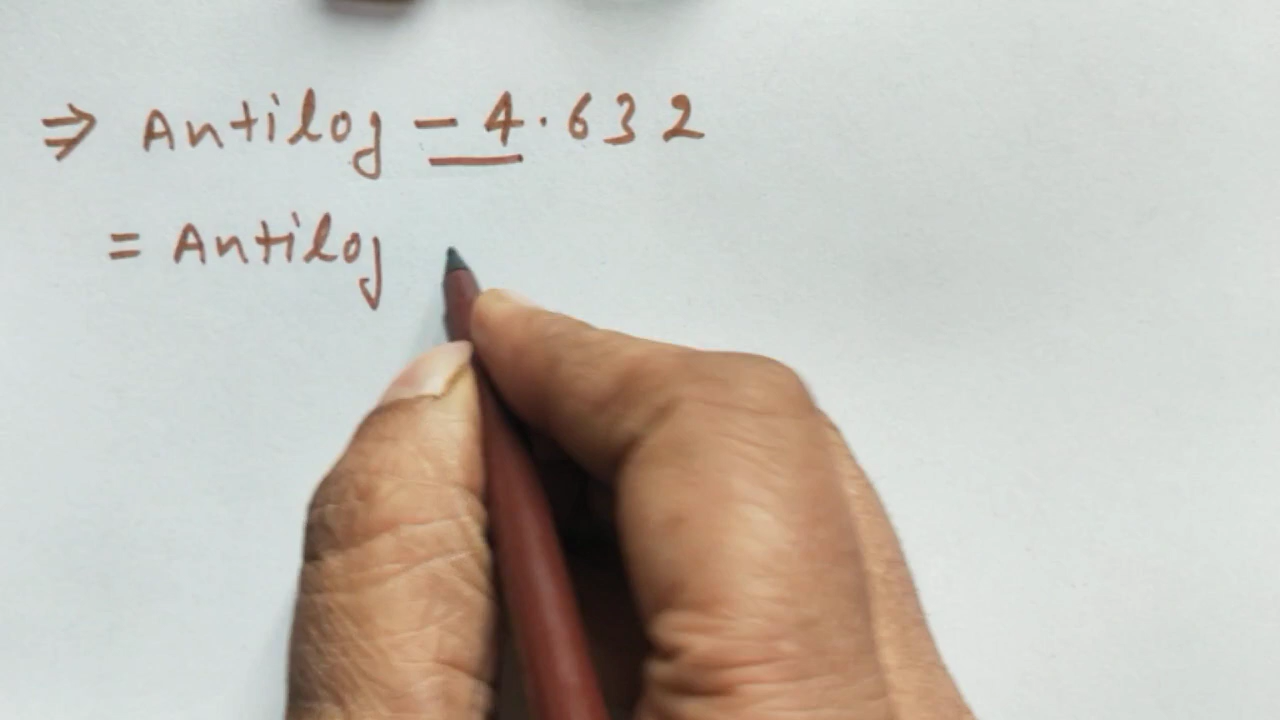 ⇒ Antilog - 4.632
= Antilog